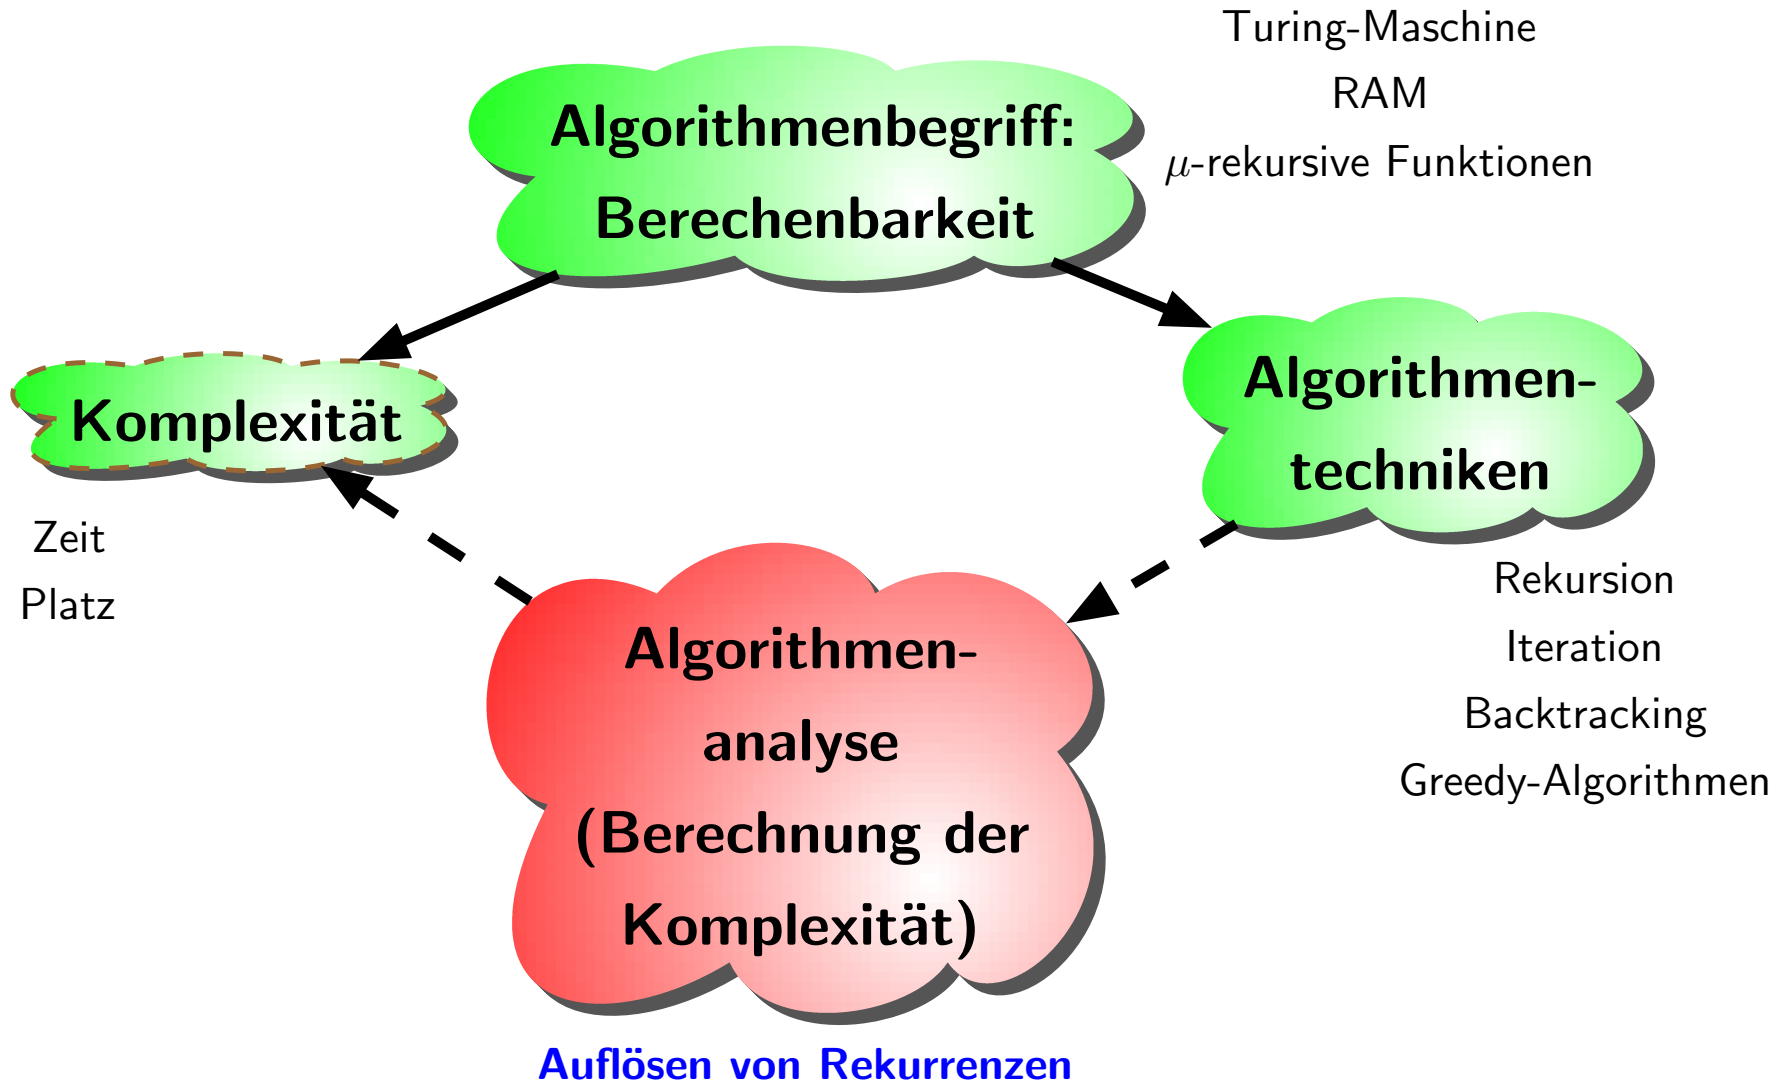 Turing-Maschine
RAM
μ-rekursive Funktionen
Algorithmenbegriff:
Berechenbarkeit
Komplexität
Zeit
Platz
Algorithmen-
techniken
Rekursion
Iteration
Backtracking
Greedy-Algorithmen
Algorithmen-
analyse
(Berechnung der
Komplexität)
Auflösen von Rekurrenzen